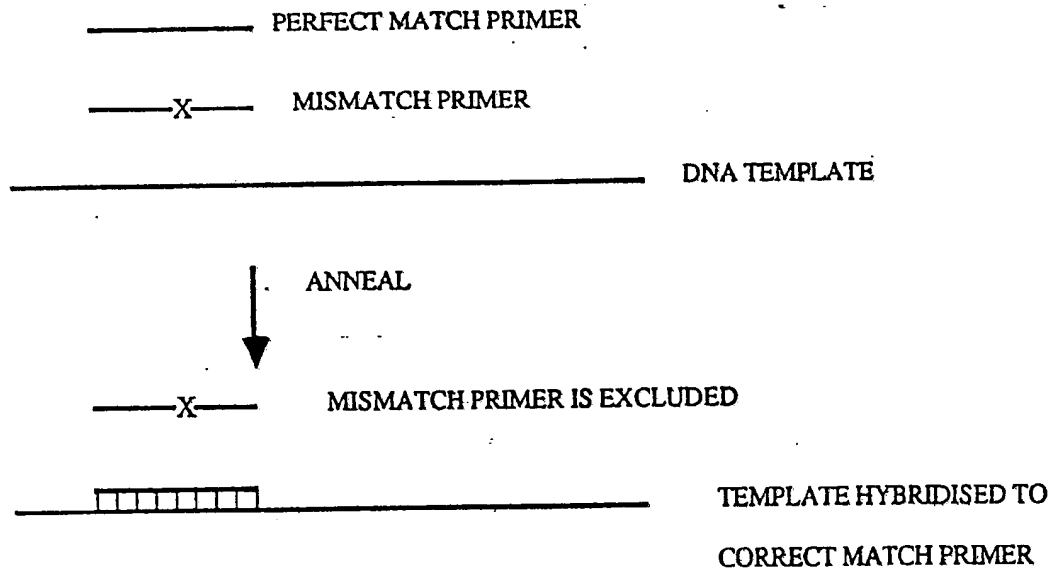 PERFECT MATCH PRIMER
X MISMATCH PRIMER
DNA TEMPLATE
ANNEAL
X MISMATCH PRIMER IS EXCLUDED
TEMPLATE HYBRIDISED TO
CORRECT MATCH PRIMER